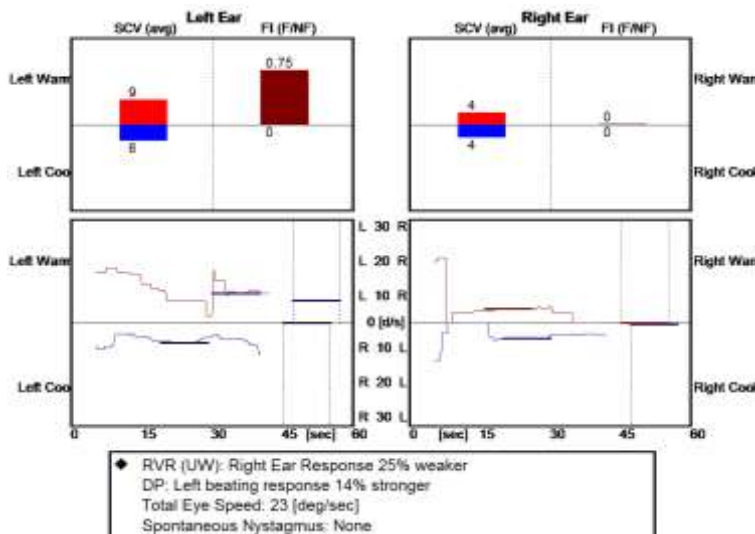 Left Ear Right Ear
SCV (avg) FI (F/NF) SCV (avg) FI (F/NF)
0.75
Left Warm 9 Right Warm
4 0
0 0
6 4
Left Coo Right Cool
L 30 R
Left Warm L 20 R Right Warm
L 10 R
0 [d/s]
R 10 L
Left Coo R 20 L Right Cool
R 30 L
0 15 30 45 [sec] 60 0 [sec] 15 30 45 60
◆ RVR (UW): Right Ear Response 25% weaker
DP: Left beating response 14% stronger
Total Eye Speed: 23 [deg/sec]
Spontaneous Nystagmus: None